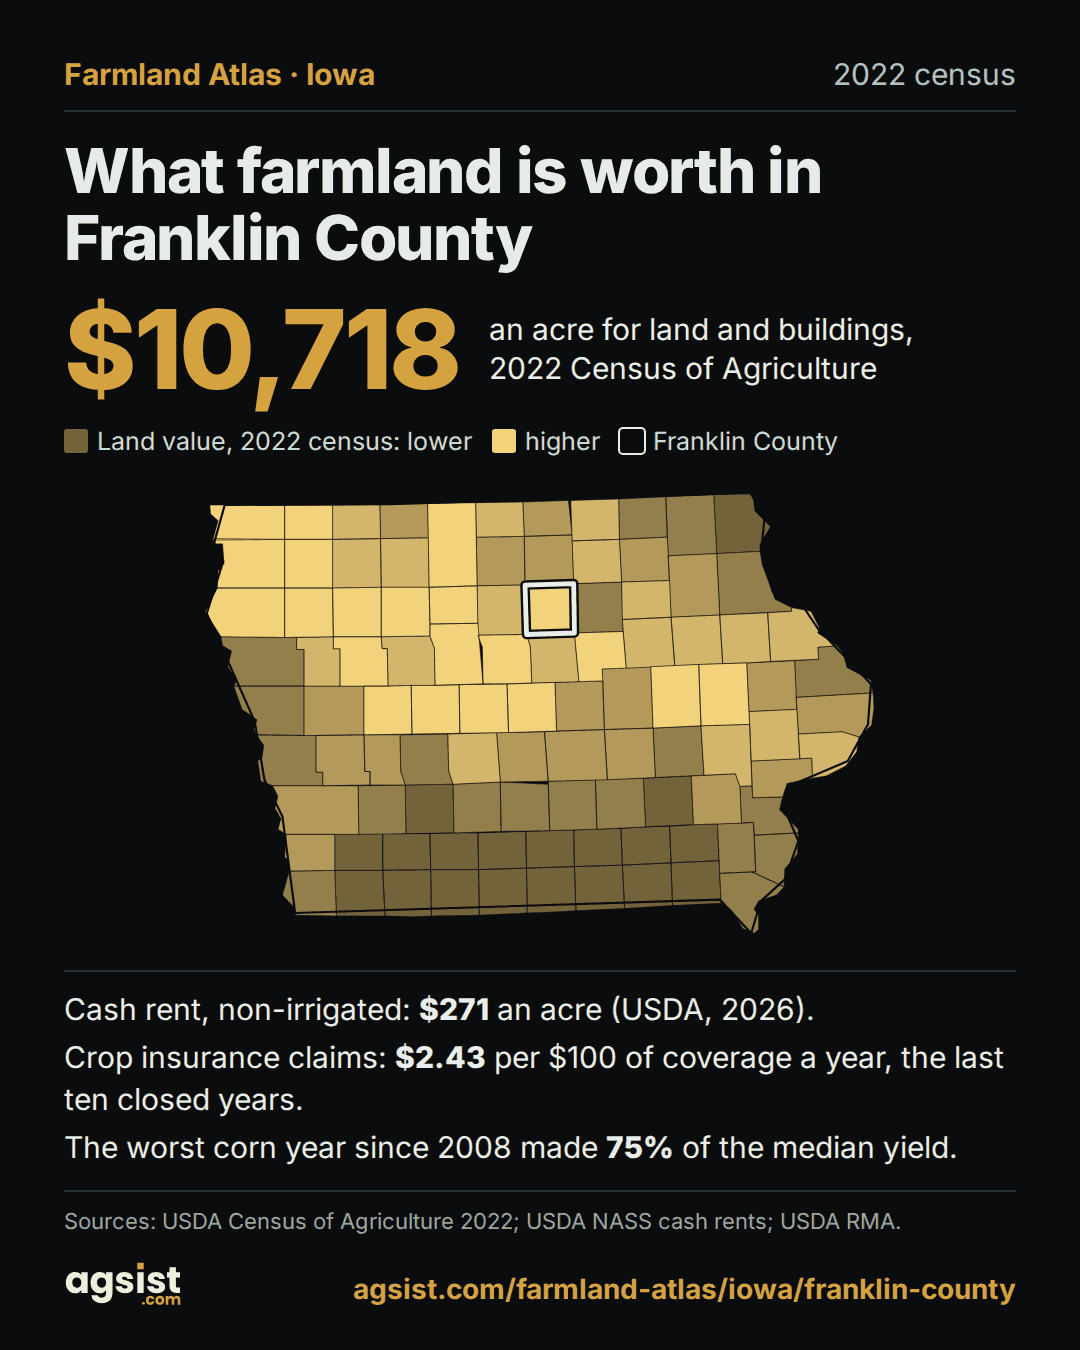 Farmland Atlas · Iowa
2022 census
What farmland is worth in
Franklin County
$10,718
an acre for land and buildings,
2022 Census of Agriculture
Land value, 2022 census: lower
higher
Franklin County
Cash rent, non-irrigated: $271 an acre (USDA, 2026).
Crop insurance claims: $2.43 per $100 of coverage a year, the last
ten closed years.
The worst corn year since 2008 made 75% of the median yield.
Sources: USDA Census of Agriculture 2022; USDA NASS cash rents; USDA RMA.
agsist
.com
agsist.com/farmland-atlas/iowa/franklin-county